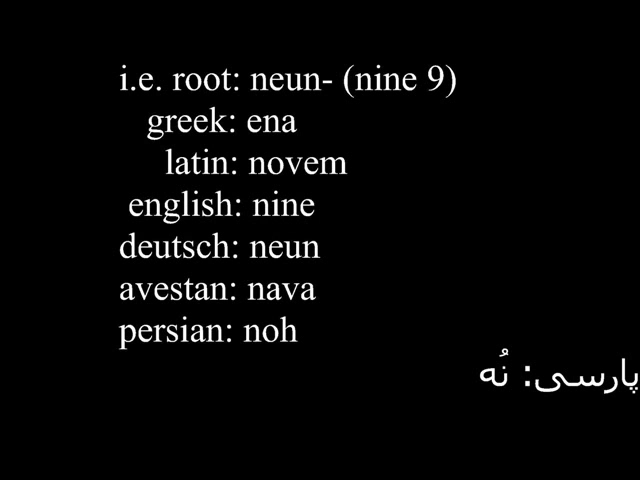 i.e. root: neun- (nine 9)
greek: ena
latin: novem
english: nine
deutsch: neun
avestan: nava
persian: noh
پارسی: نُه